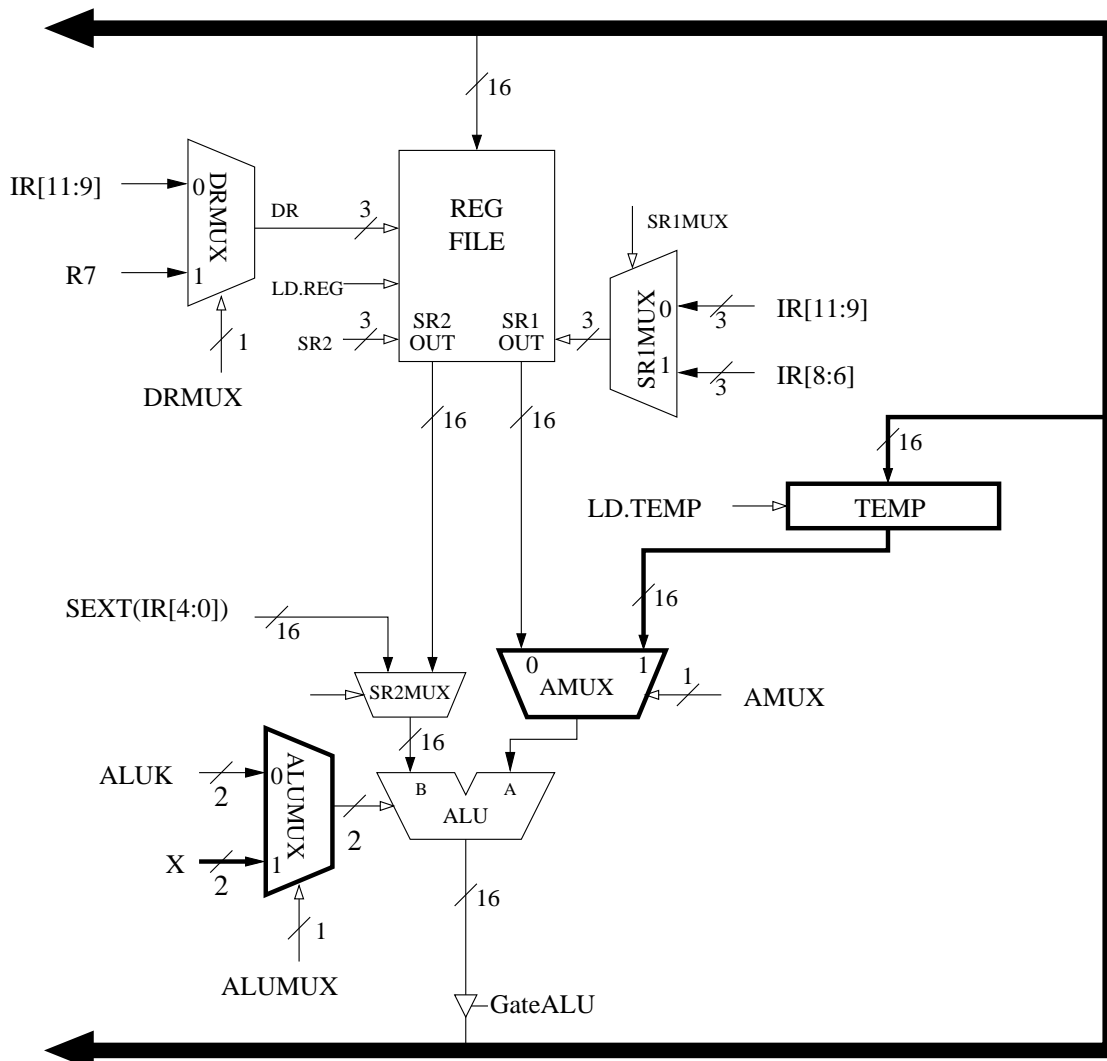 16
IR[11:9]
0
DRMUX
R7
1
1
DRMUX
DR
3
LD.REG
SR2
3
REG
FILE
SR2
OUT
SR1
OUT
3
SR1MUX
SR1MUX
0
1
3
IR[11:9]
3
IR[8:6]
16
16
16
LD.TEMP
TEMP
16
SEXT(IR[4:0])
16
SR2MUX
0
1
AMUX
1
AMUX
16
ALUK
2
0
ALUMUX
X
2
1
2
1
ALUMUX
B
A
ALU
16
GateALU